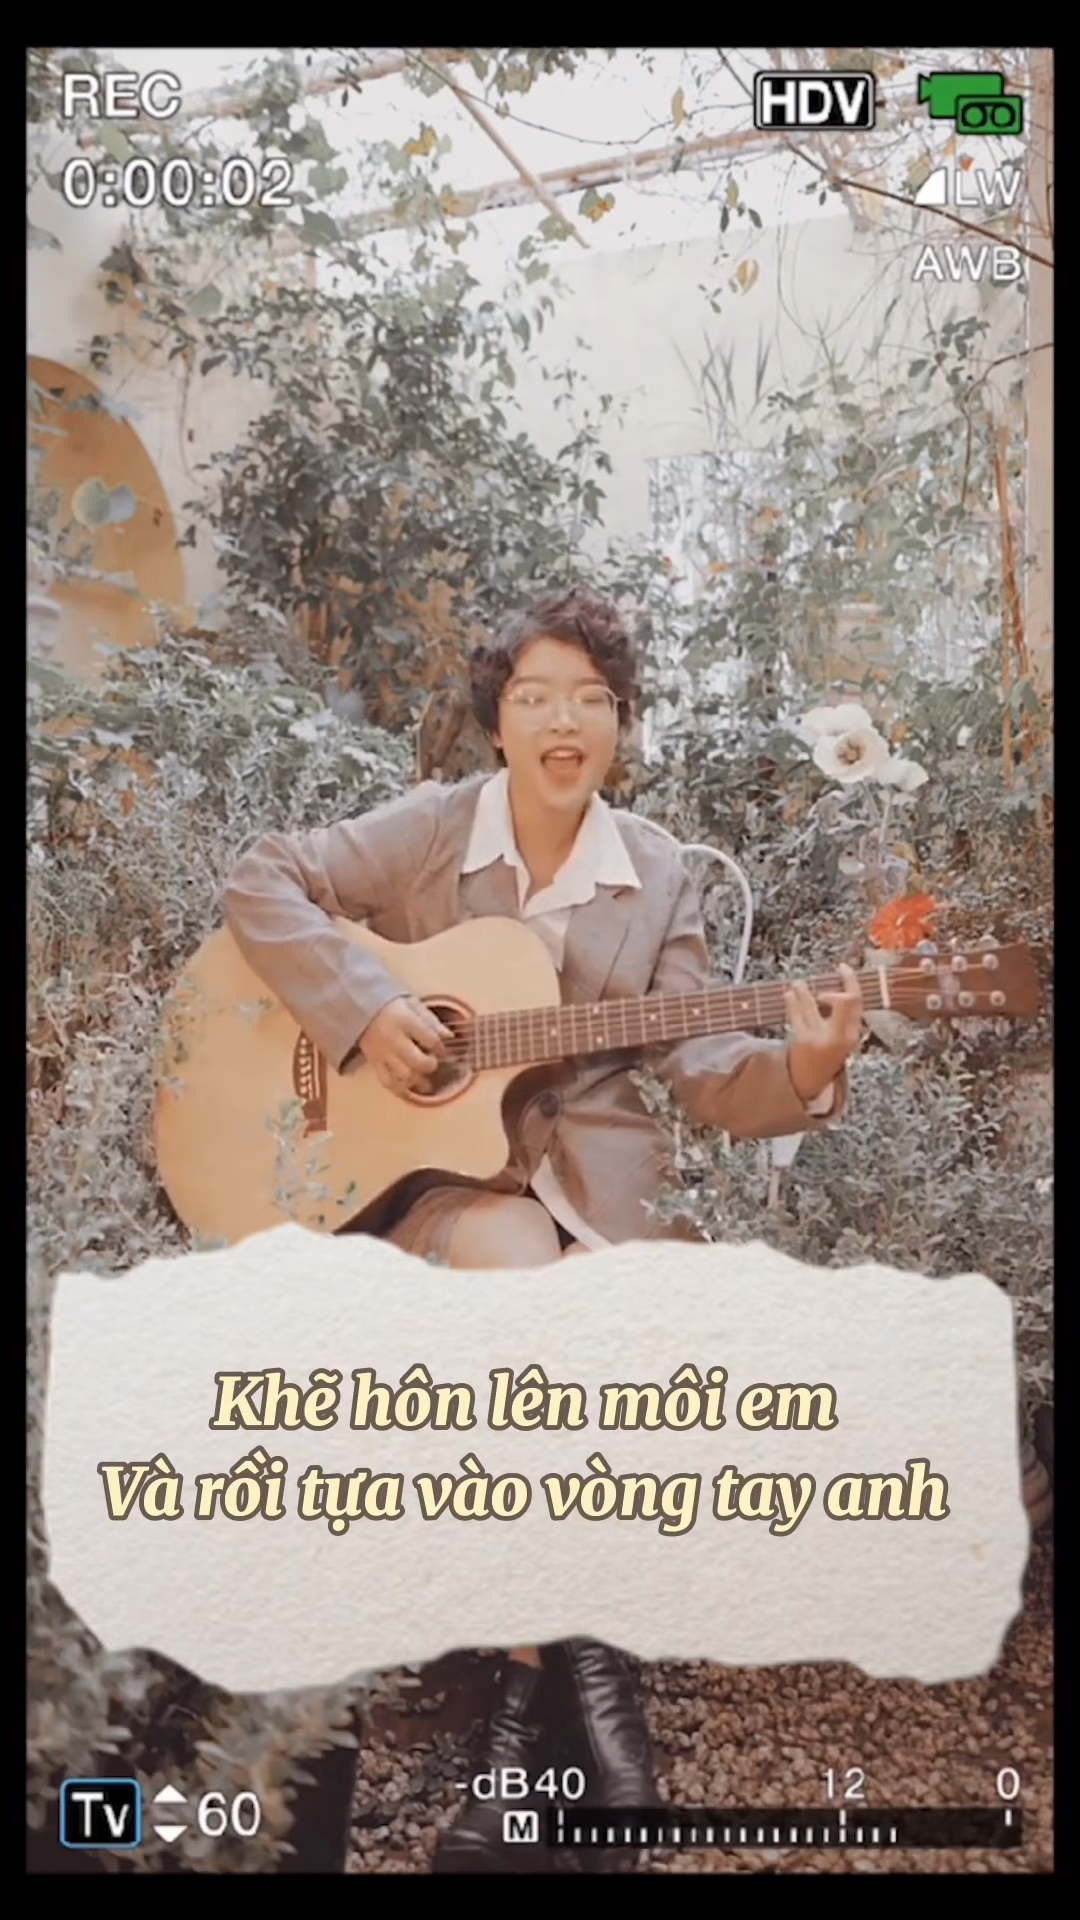 REC
HDV
0:00:02
LW
AWB
Khẽ hôn lên môi em
Và rồi tựa vào vòng tay anh
-dB40 12 0
Tv 60
M